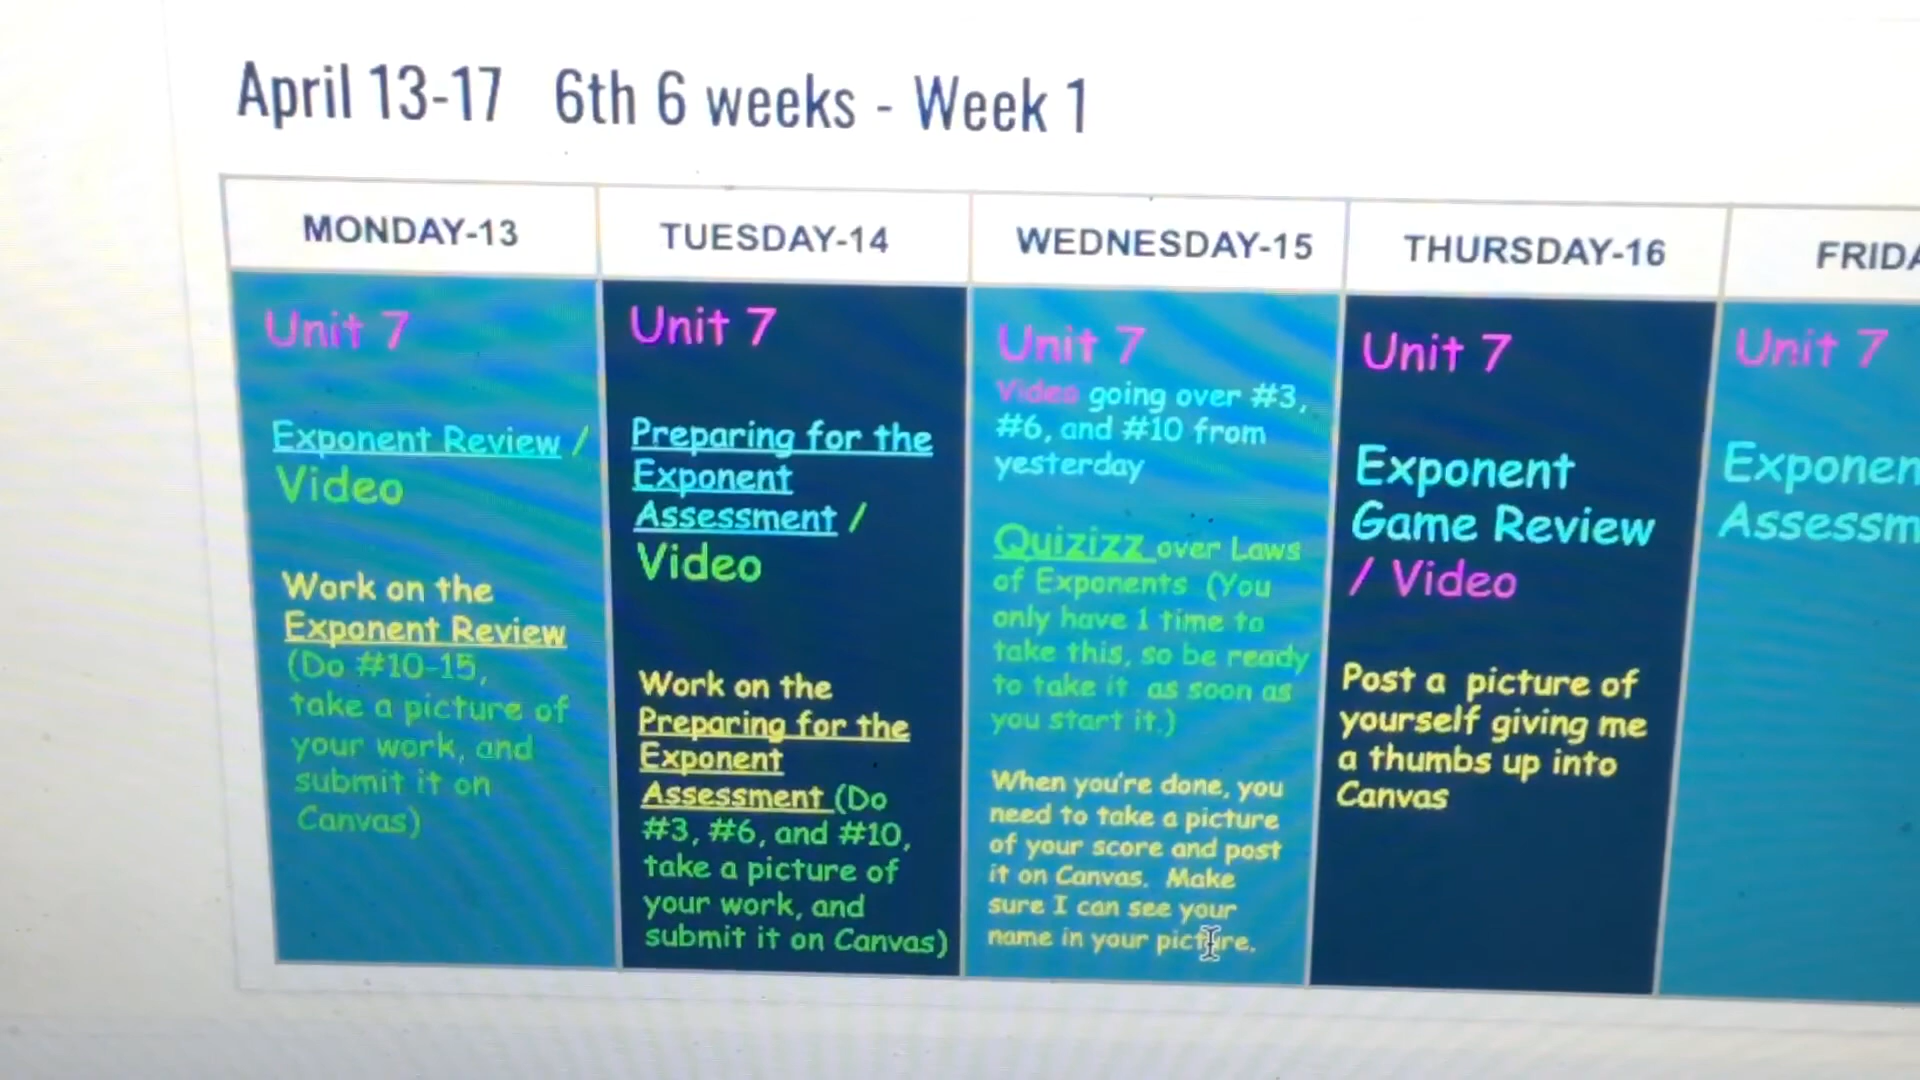 April 13-17 6th 6 weeks - Week 1
MONDAY-13
TUESDAY-14
WEDNESDAY-15
THURSDAY-16
Unit 7
Exponent Review /
Video
Work on the
Exponent Review
(Do #10-15,
take a picture of
your work, and
submit it on
Canvas)
Unit 7
Preparing for the
Exponent
Assessment /
Video
Work on the
Preparing for the
Exponent
Assessment (Do
#3, #6, and #10,
take a picture of
your work, and
submit it on Canvas)
Unit 7
Video going over #3,
#6, and #10 from
yesterday
Quizizz over Laws
of Exponents (You
only have 1 time to
take this, so be ready
to take it as soon as
you start it.)
When you're done, you
need to take a picture
of your score and post
it on Canvas. Make
sure I can see your
name in your picture.
Unit 7
Exponent
Game Review
/ Video
Post a picture of
yourself giving me
a thumbs up into
Canvas
Unit 7